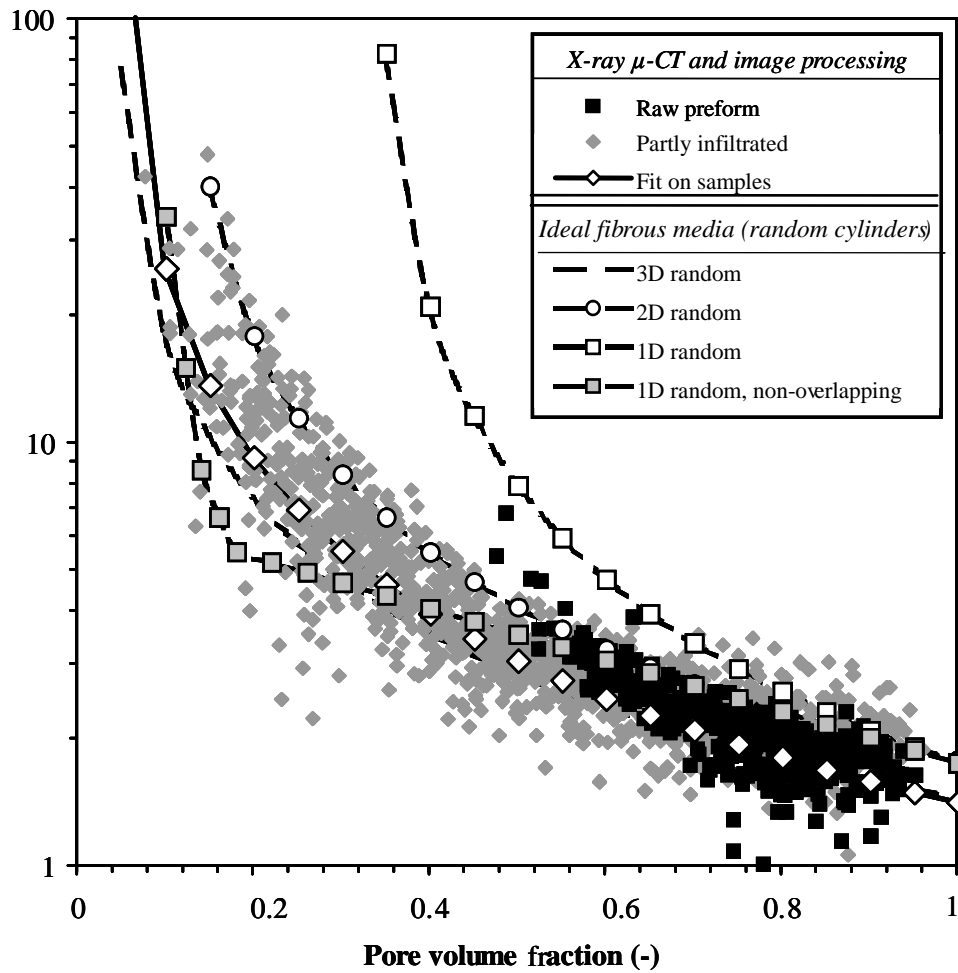 100
10
1
X-ray μ-CT and image processing
Raw preform
Partly infiltrated
Fit on samples
Ideal fibrous media (random cylinders)
3D random
2D random
1D random
1D random, non-overlapping
0 0.2 0.4 0.6 0.8 1
Pore volume fraction (-)